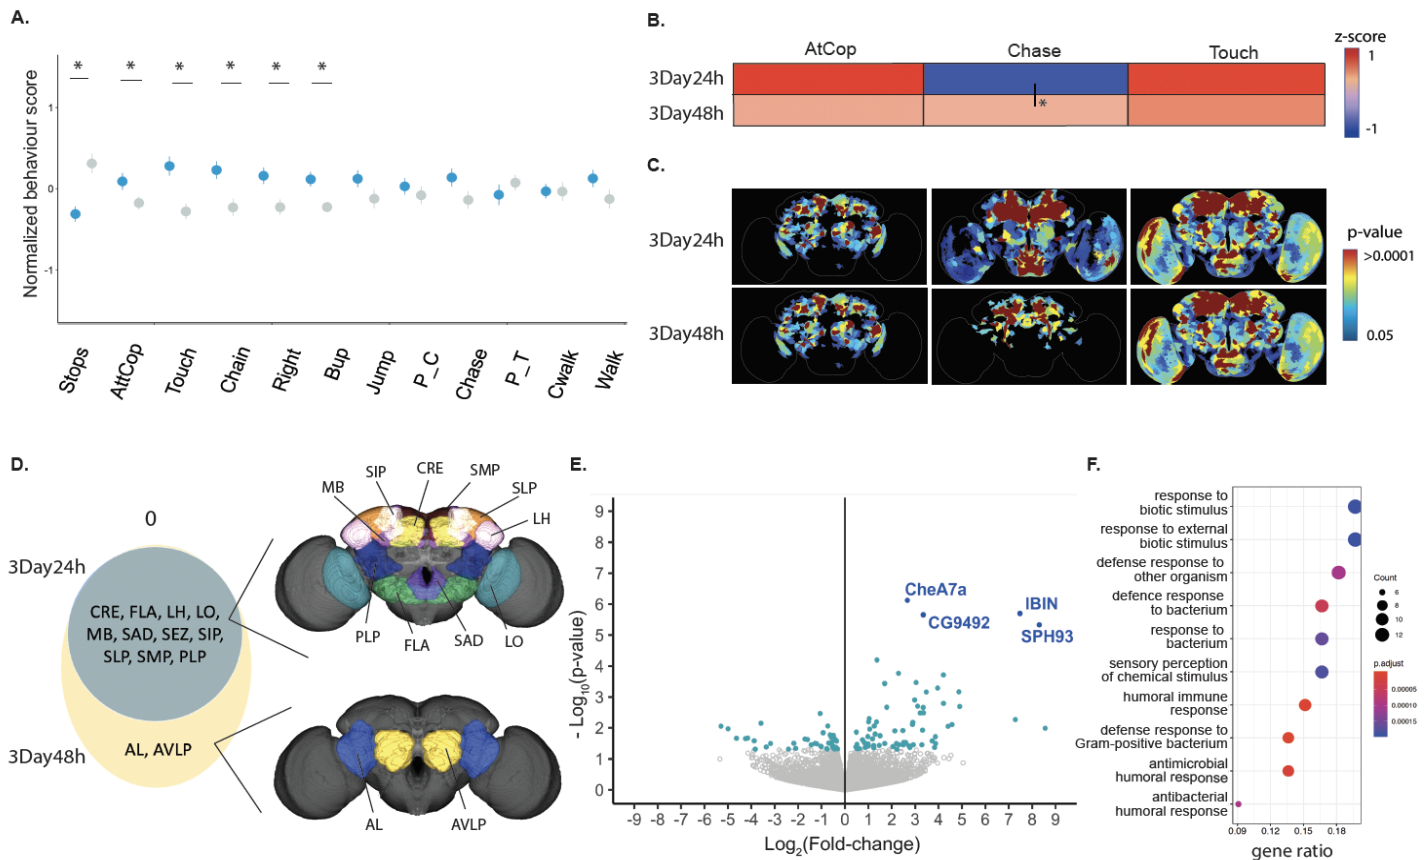 A.
Normalized behaviour score
* * * * * *
1
0
-1
Stops
AttCop
Touch
Chain
Right
Bup
Jump
P_C
Chase
P_T
Cwalk
Walk
B.
AtCop Chase Touch
3Day24h
3Day48h
*
z-score
1
-1
C.
3Day24h
3Day48h
p-value
>0.0001
0.05
D.
0
3Day24h
CRE, FLA, LH, LO,
MB, SAD, SEZ, SIP,
SLP, SMP, PLP
3Day48h
AL, AVLP
MB
SIP
CRE
SMP
SLP
LH
PLP
FLA
SAD
LO
AL
AVLP
E.
- Log10(p-value)
9
8
7
6
5
4
3
2
1
0
CheA7a
CG9492
IBIN
SPH93
-9 -8 -7 -6 -5 -4 -3 -2 -1 0 1 2 3 4 5 6 7 8 9
Log2(Fold-change)
F.
response to
biotic stimulus
response to external
biotic stimulus
defense response to
other organism
defence response
to bacterium
response to
bacterium
sensory perception
of chemical stimulus
humoral immune
response
defense response to
Gram-positive bacterium
antimicrobial
humoral response
antibacterial
humoral response
0.09 0.12 0.15 0.18
gene ratio
Count
6
8
10
12
p.adjust
0.00005
0.00010
0.00015